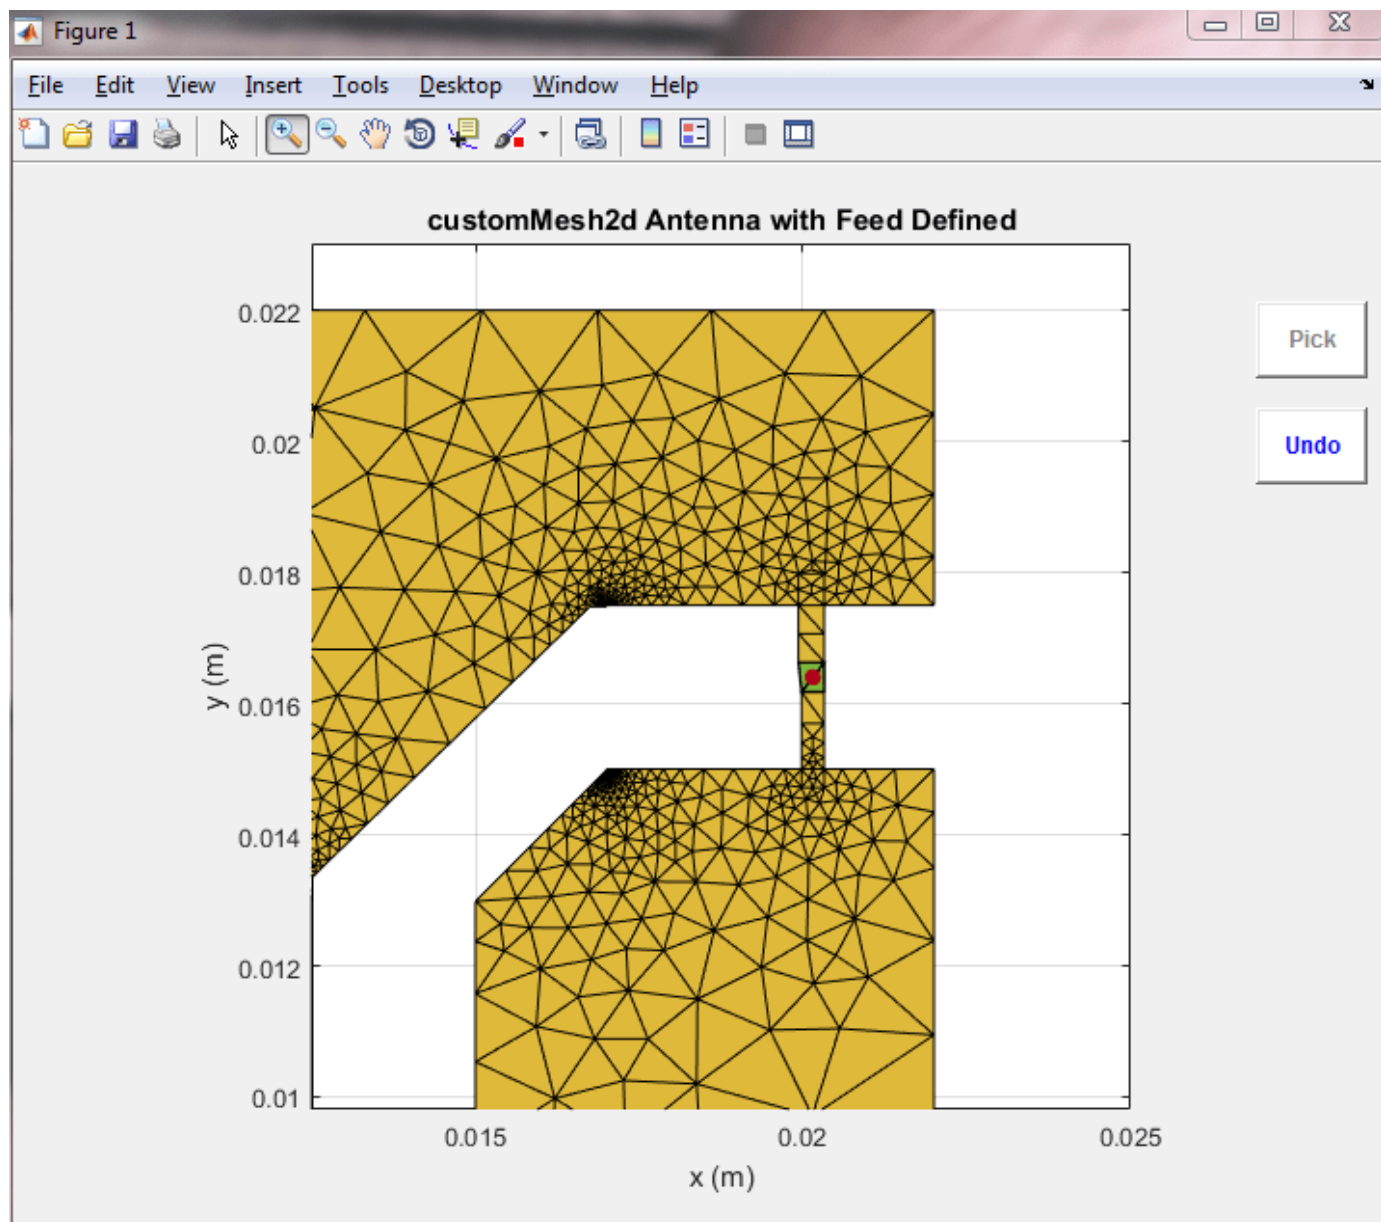 Figure 1
File Edit View Insert Tools Desktop Window Help
customMesh2d Antenna with Feed Defined
0.022
0.02
0.018
0.016
0.014
0.012
0.01
y (m)
0.015 0.02 0.025
x (m)
Pick
Undo